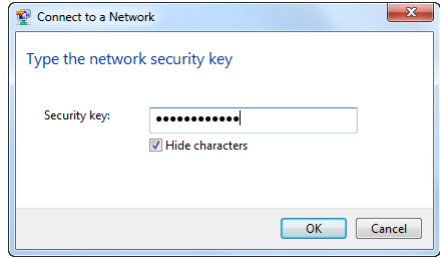 Connect to a Network
Type the network security key
Security key: ••••••••••••
Hide characters
OK Cancel